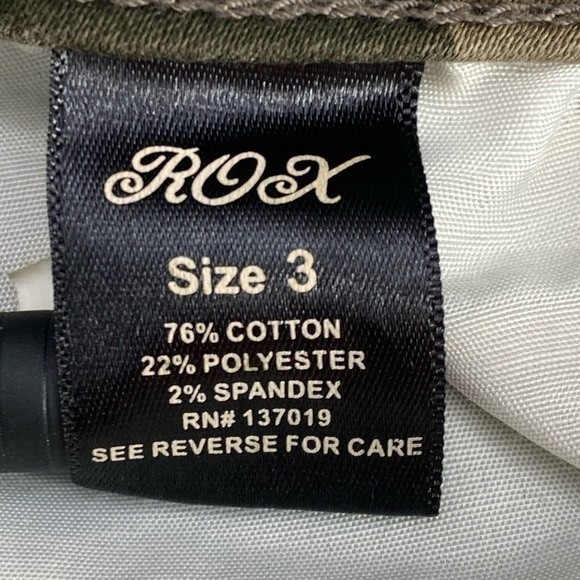 ROX
Size 3
76% COTTON
22% POLYESTER
2% SPANDEX
RN# 137019
SEE REVERSE FOR CARE